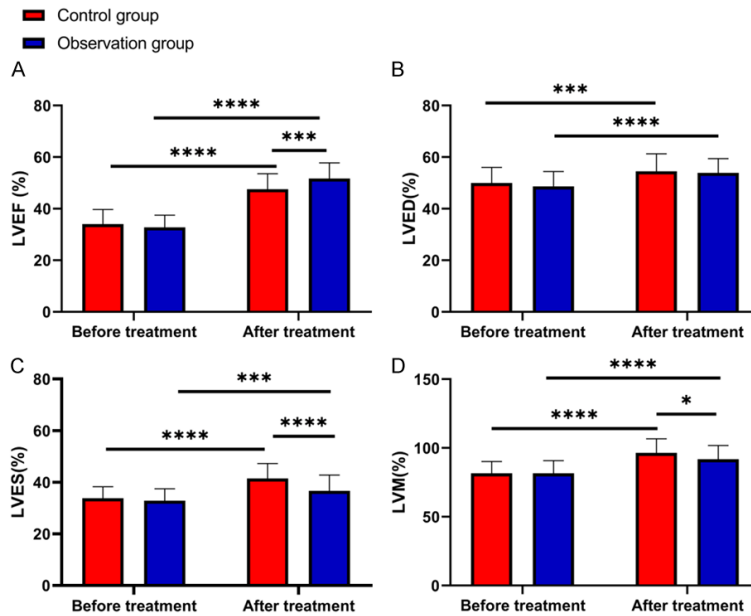 Control group
Observation group
A
80
60
40
20
0
LVEF (%)
****
****
***
Before treatment
After treatment
B
80
60
40
20
0
LVED(%)
***
****
Before treatment
After treatment
C
80
60
40
20
0
LVES(%)
***
****
****
Before treatment
After treatment
D
150
100
50
0
LVM(%)
****
****
*
Before treatment
After treatment